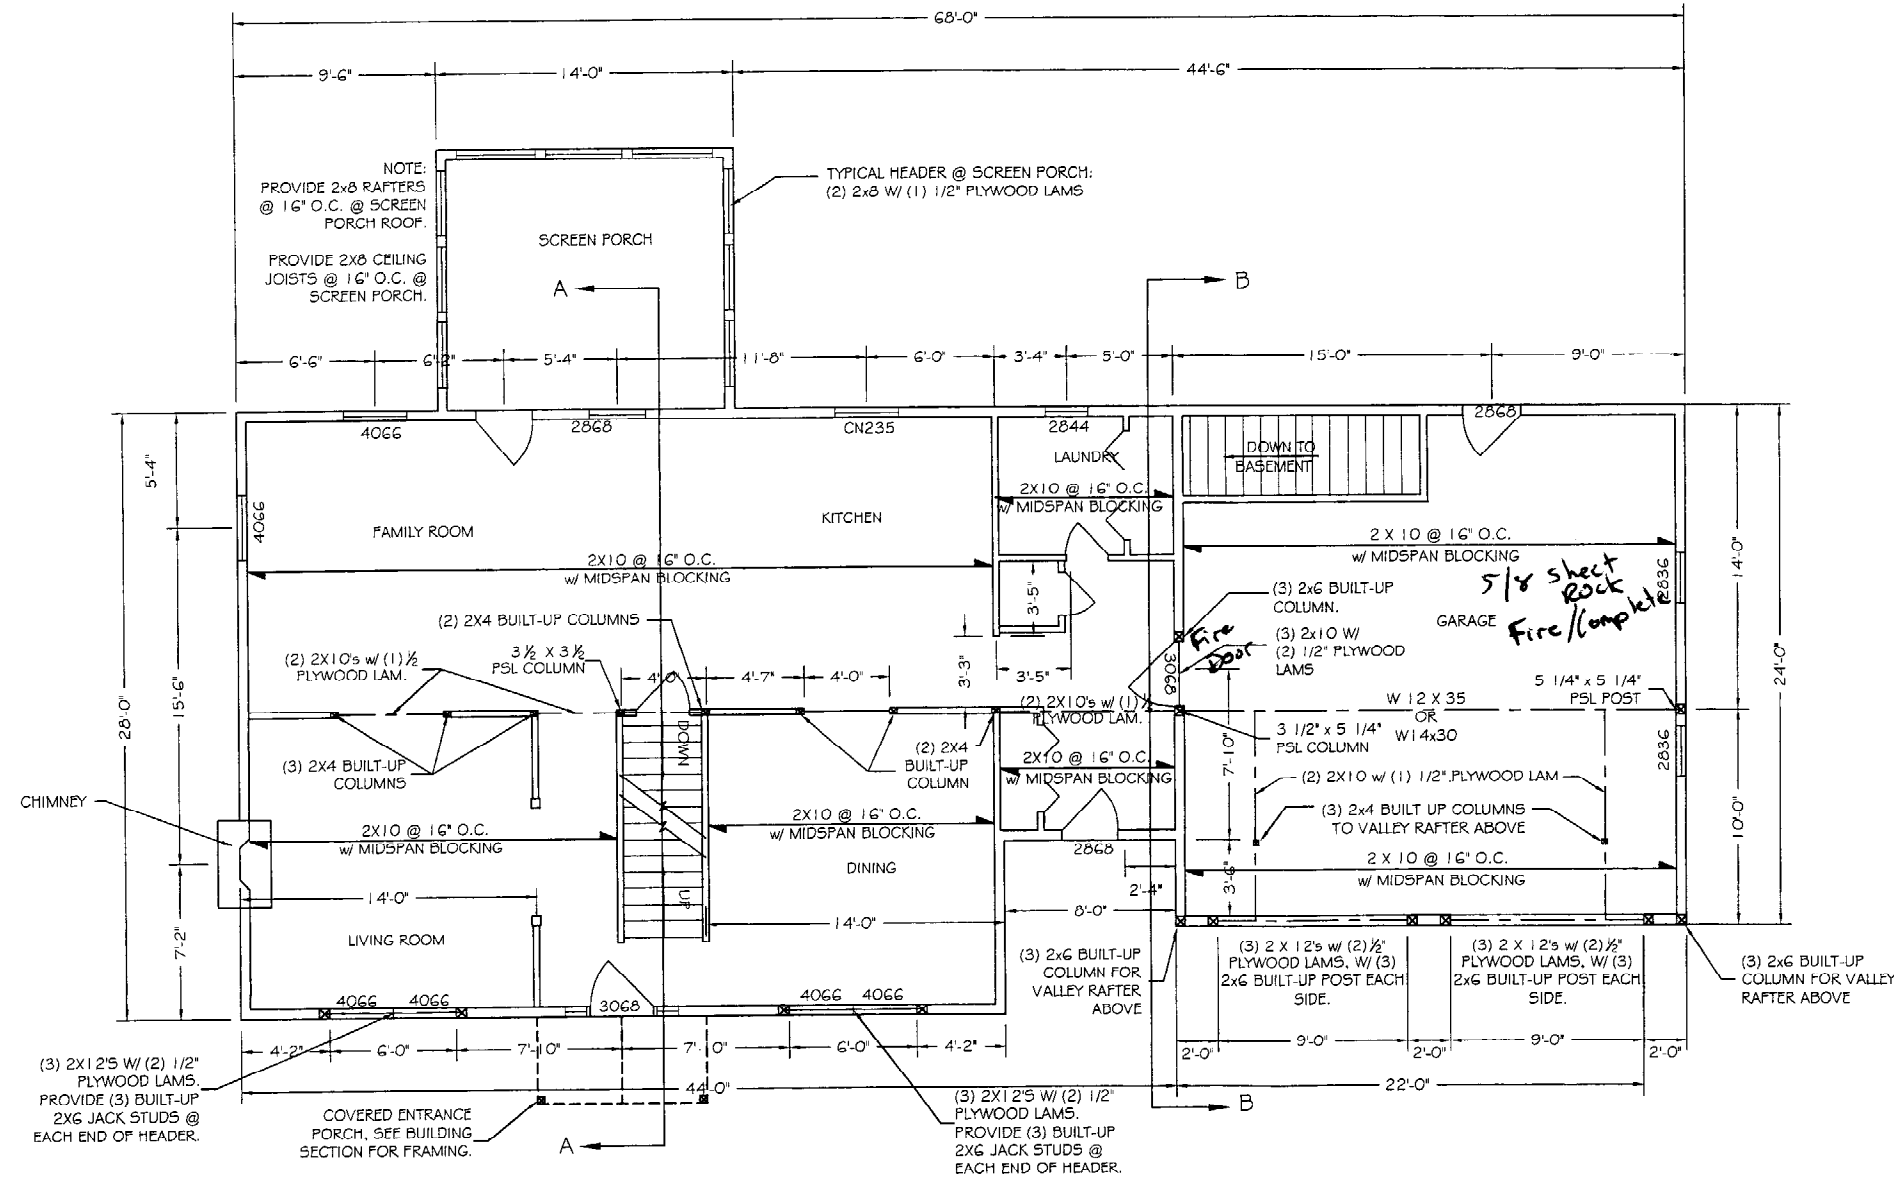 68'-0"
9'-6"
14'-0"
44'-6"
NOTE:
PROVIDE 2x8 RAFTERS
@ 16" O.C. @ SCREEN
PORCH ROOF.
PROVIDE 2X8 CEILING
JOISTS @ 16" O.C. @
SCREEN PORCH.
TYPICAL HEADER @ SCREEN PORCH:
(2) 2x8 W/ (1) 1/2" PLYWOOD LAMS
SCREEN PORCH
A
B
6'-6"
6'-2"
5'-4"
11'-8"
6'-0"
3'-4"
5'-0"
15'-0"
9'-0"
4066
2868
CN235
2844
2868
LAUNDRY
DOWN TO
BASEMENT
5'-4"
4066
FAMILY ROOM
KITCHEN
2X10 @ 16" O.C.
w/ MIDSPAN BLOCKING
2X10 @ 16" O.C.
w/ MIDSPAN BLOCKING
2 X 10 @ 16" O.C.
w/ MIDSPAN BLOCKING
5/8 sheet
Rock
Fire/Complete
2836
14'-0"
GARAGE
3'-5"
(3) 2x6 BUILT-UP
COLUMN.
Fire
Door
3068
(3) 2x10 W/
(2) 1/2" PLYWOOD
LAMS
(2) 2X4 BUILT-UP COLUMNS
(2) 2X10's w/ (1) ½
PLYWOOD LAM.
3 ½ X 3 ½
PSL COLUMN
4'-0"
4'-7"
4'-0"
3'-3"
3'-5"
28'-0"
15'-6"
24'-0"
5 1/4" x 5 1/4"
PSL POST
W 12 X 35
OR
W14x30
(2) 2X10's w/ (1) ½
PLYWOOD LAM.
3 1/2" x 5 1/4"
PSL COLUMN
DOWN
7'-10"
2836
(3) 2X4 BUILT-UP
COLUMNS
(2) 2X4
BUILT-UP
COLUMN
2X10 @ 16" O.C.
w/ MIDSPAN BLOCKING
(2) 2X10 w/ (1) 1/2" PLYWOOD LAM
CHIMNEY
(3) 2x4 BUILT UP COLUMNS
TO VALLEY RAFTER ABOVE
10'-0"
2X10 @ 16" O.C.
w/ MIDSPAN BLOCKING
2X10 @ 16" O.C.
w/ MIDSPAN BLOCKING
2868
DINING
2 X 10 @ 16" O.C.
w/ MIDSPAN BLOCKING
3'-6"
2'-4"
14'-0"
UP
14'-0"
8'-0"
7'-2"
LIVING ROOM
(3) 2x6 BUILT-UP
COLUMN FOR
VALLEY RAFTER
ABOVE
(3) 2 X 12's w/ (2) ½"
PLYWOOD LAMS, W/ (3)
2x6 BUILT-UP POST EACH
SIDE.
(3) 2 X 12's w/ (2) ½"
PLYWOOD LAMS, W/ (3)
2x6 BUILT-UP POST EACH
SIDE.
(3) 2x6 BUILT-UP
COLUMN FOR VALLEY
RAFTER ABOVE
4066 4066
3068
4066 4066
4'-2"
6'-0"
7'-10"
7'-10"
6'-0"
4'-2"
2'-0"
9'-0"
2'-0"
9'-0"
2'-0"
44'-0"
22'-0"
(3) 2X12'S W/ (2) 1/2"
PLYWOOD LAMS.
PROVIDE (3) BUILT-UP
2X6 JACK STUDS @
EACH END OF HEADER.
COVERED ENTRANCE
PORCH, SEE BUILDING
SECTION FOR FRAMING.
A
(3) 2X12'S W/ (2) 1/2"
PLYWOOD LAMS.
PROVIDE (3) BUILT-UP
2X6 JACK STUDS @
EACH END OF HEADER.
B